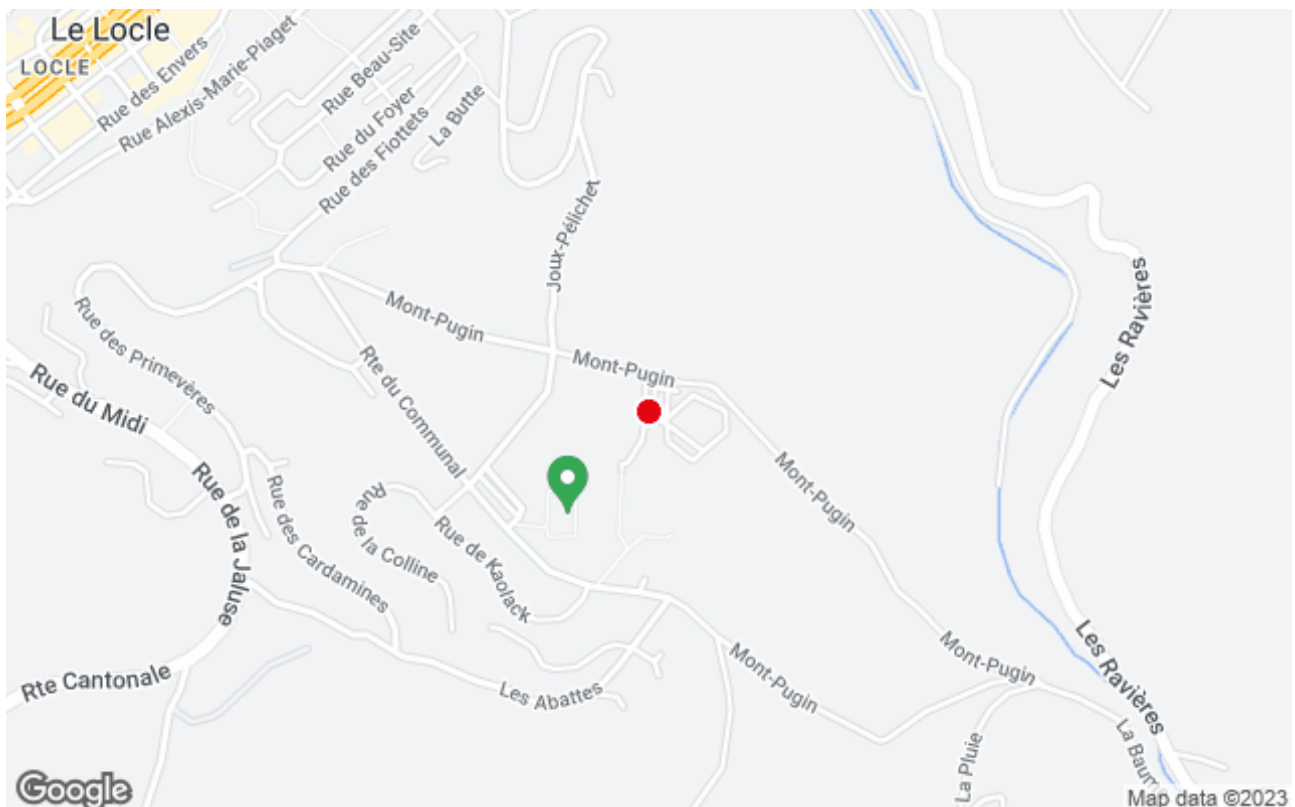 Le Locle
LOCLE
Rue des Envers
Rue Alexis-Marie-Piaget
Rue Beau-Site
Rue du Foyer
La Butte
Rue des Fiottets
Joux-Pélichet
Mont-Pugin
Mont-Pugin
Rue des Primevères
Rte du Communal
Rue du Midi
Les Ravières
Mont-Pugin
Rue de la Jaluse
Rue des Cardamines
Rue
de la Colline
Rue de Kaolack
Les Abattes
Rte Cantonale
Mont-Pugin
Mont-Pugin
Les Ravières
La Pluie
La Baum
Google
Map data ©2023